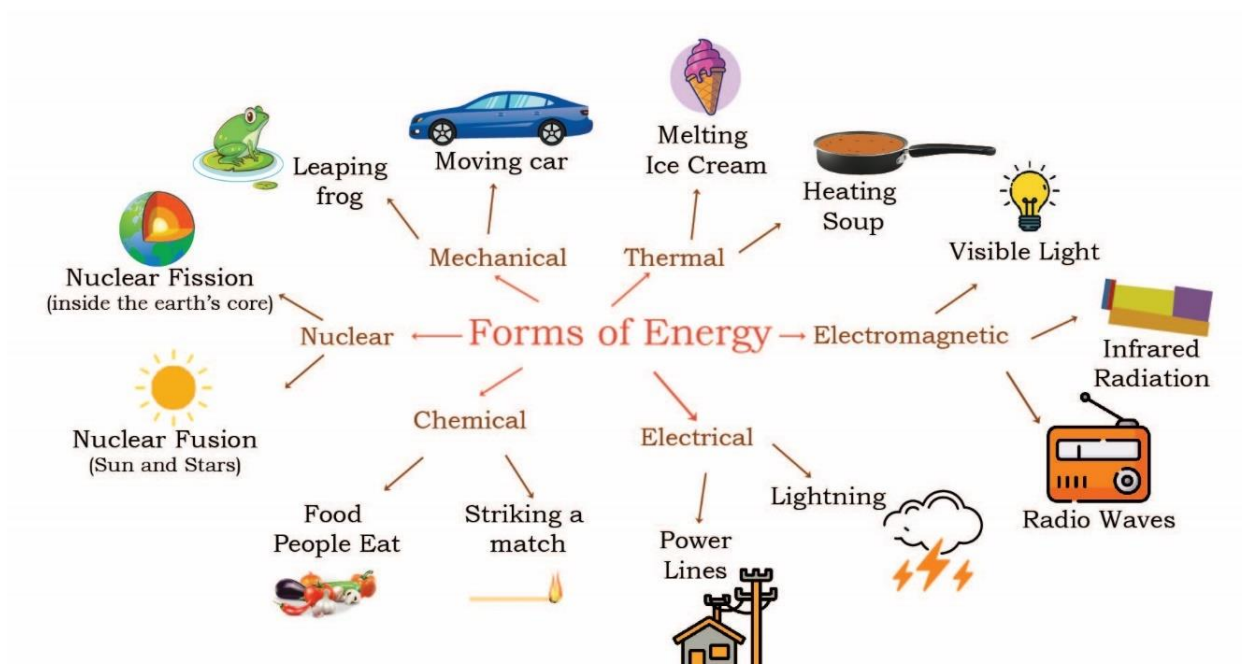 Forms of Energy
Mechanical
Leaping
frog
Moving car
Thermal
Melting
Ice Cream
Heating
Soup
Electromagnetic
Visible Light
Infrared
Radiation
Radio Waves
Electrical
Lightning
Power
Lines
Chemical
Striking a
match
Food
People Eat
Nuclear
Nuclear Fusion
(Sun and Stars)
Nuclear Fission
(inside the earth's core)